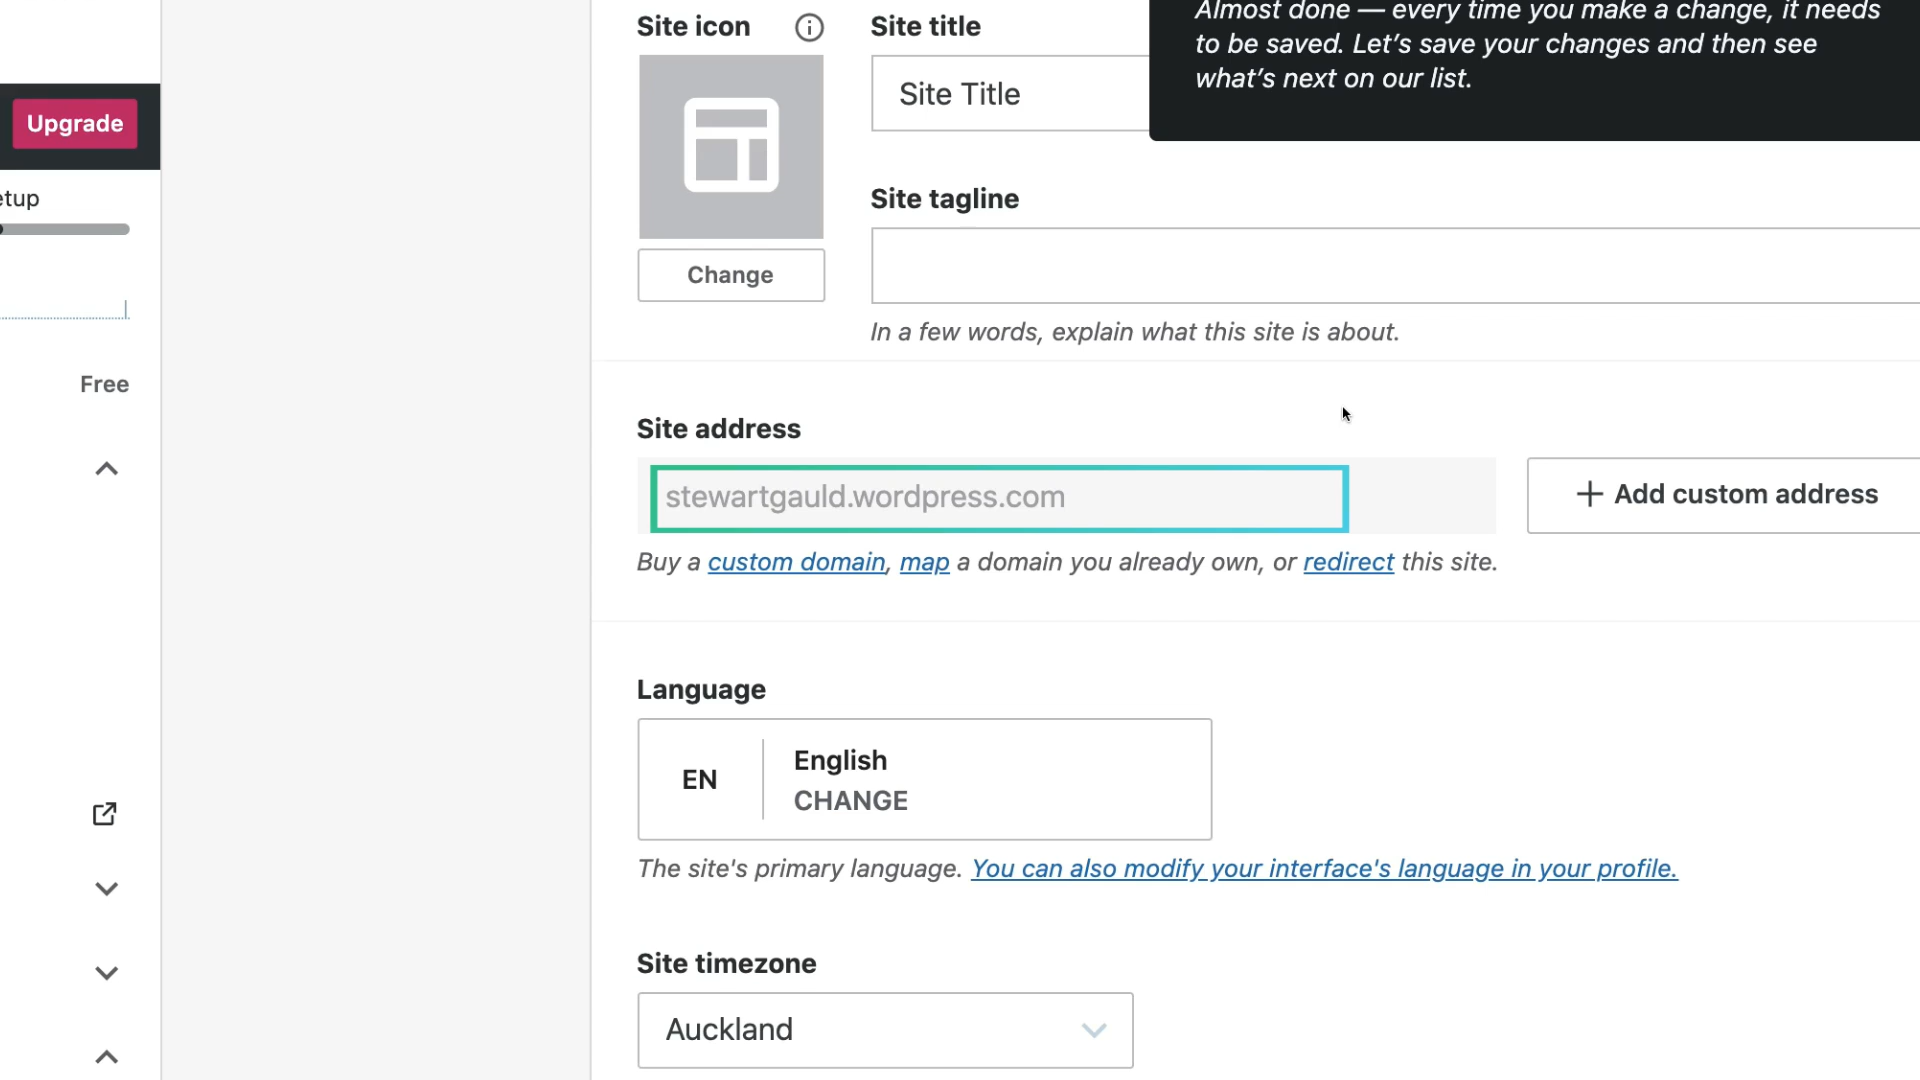 Almost done — every time you make a change, it needs
to be saved. Let’s save your changes and then see
what’s next on our list.
Upgrade
etup
Free
Site icon
Change
Site title
Site Title
Site tagline
In a few words, explain what this site is about.
Site address
stewartgauld.wordpress.com
+ Add custom address
Buy a custom domain, map a domain you already own, or redirect this site.
Language
EN
English
CHANGE
The site's primary language. You can also modify your interface's language in your profile.
Site timezone
Auckland